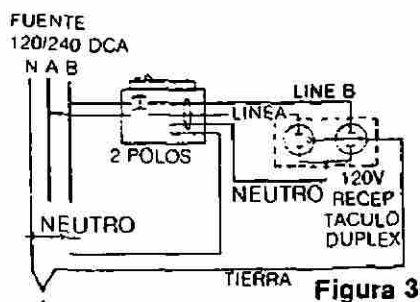 FUENTE
120/240 DCA
N A B
LINE B
LINEA
2 POLOS
NEUTRO
120V
RECEP
TACULO
DUPLEX
NEUTRO
TIERRA
Figura 3